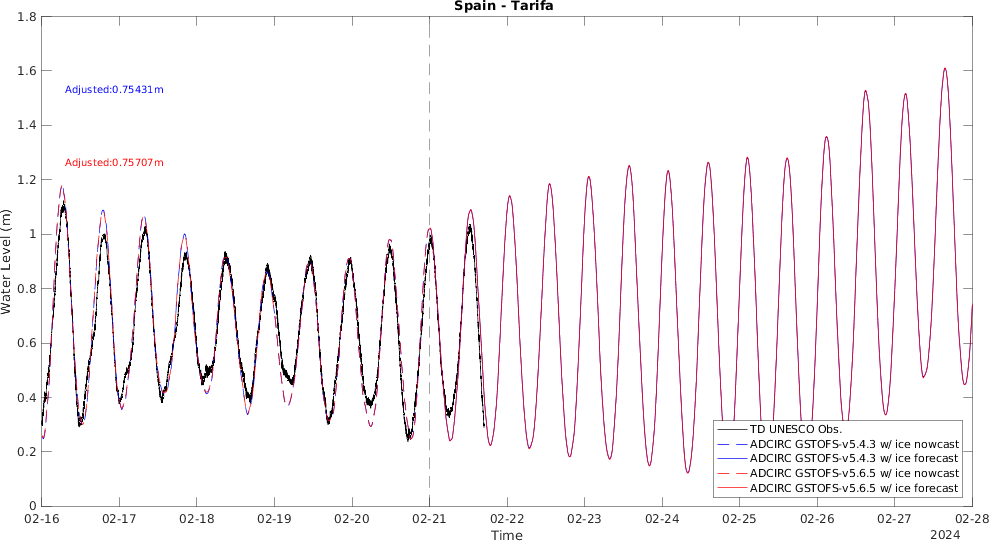 Spain - Tarifa
1.8
1.6
1.4
1.2
1
0.8
0.6
0.4
0.2
0
Water Level (m)
Adjusted:0.75431m
Adjusted:0.75707m
TD UNESCO Obs.
ADCIRC GSTOFS-v5.4.3 w/ ice nowcast
ADCIRC GSTOFS-v5.4.3 w/ ice forecast
ADCIRC GSTOFS-v5.6.5 w/ ice nowcast
ADCIRC GSTOFS-v5.6.5 w/ ice forecast
02-16 02-17 02-18 02-19 02-20 02-21 02-22 02-23 02-24 02-25 02-26 02-27 02-28
Time 2024